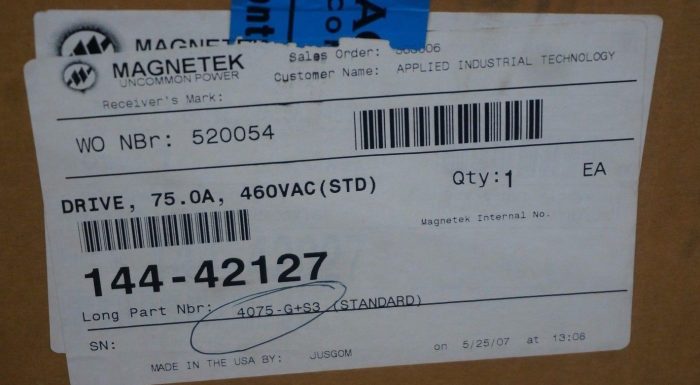 MAGNETEK
MAGNETEK
UNCOMMON POWER
Sales Order:
Customer Name: APPLIED INDUSTRIAL TECHNOLOGY
Receiver's Mark:
WO NBr: 520054
DRIVE, 75.0A, 460VAC(STD)
Qty:1 EA
Magnetek Internal No.
144-42127
Long Part Nbr: 4075-G+S3 (STANDARD)
SN:
MADE IN THE USA BY: JUSGOM
on 5/25/07 at 13:06